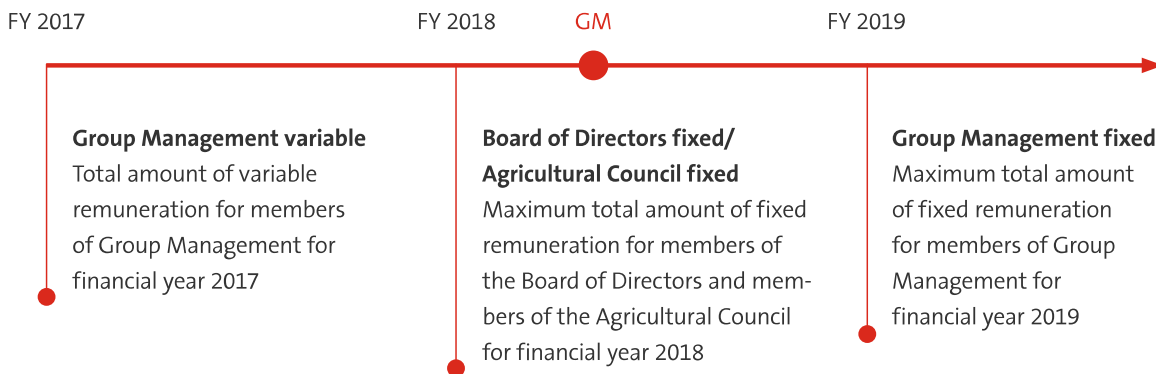 FY 2017
FY 2018
GM
FY 2019
Group Management variable
Total amount of variable
remuneration for members
of Group Management for
financial year 2017
Board of Directors fixed/
Agricultural Council fixed
Maximum total amount of fixed
remuneration for members of
the Board of Directors and mem-
bers of the Agricultural Council
for financial year 2018
Group Management fixed
Maximum total amount
of fixed remuneration
for members of Group
Management for
financial year 2019